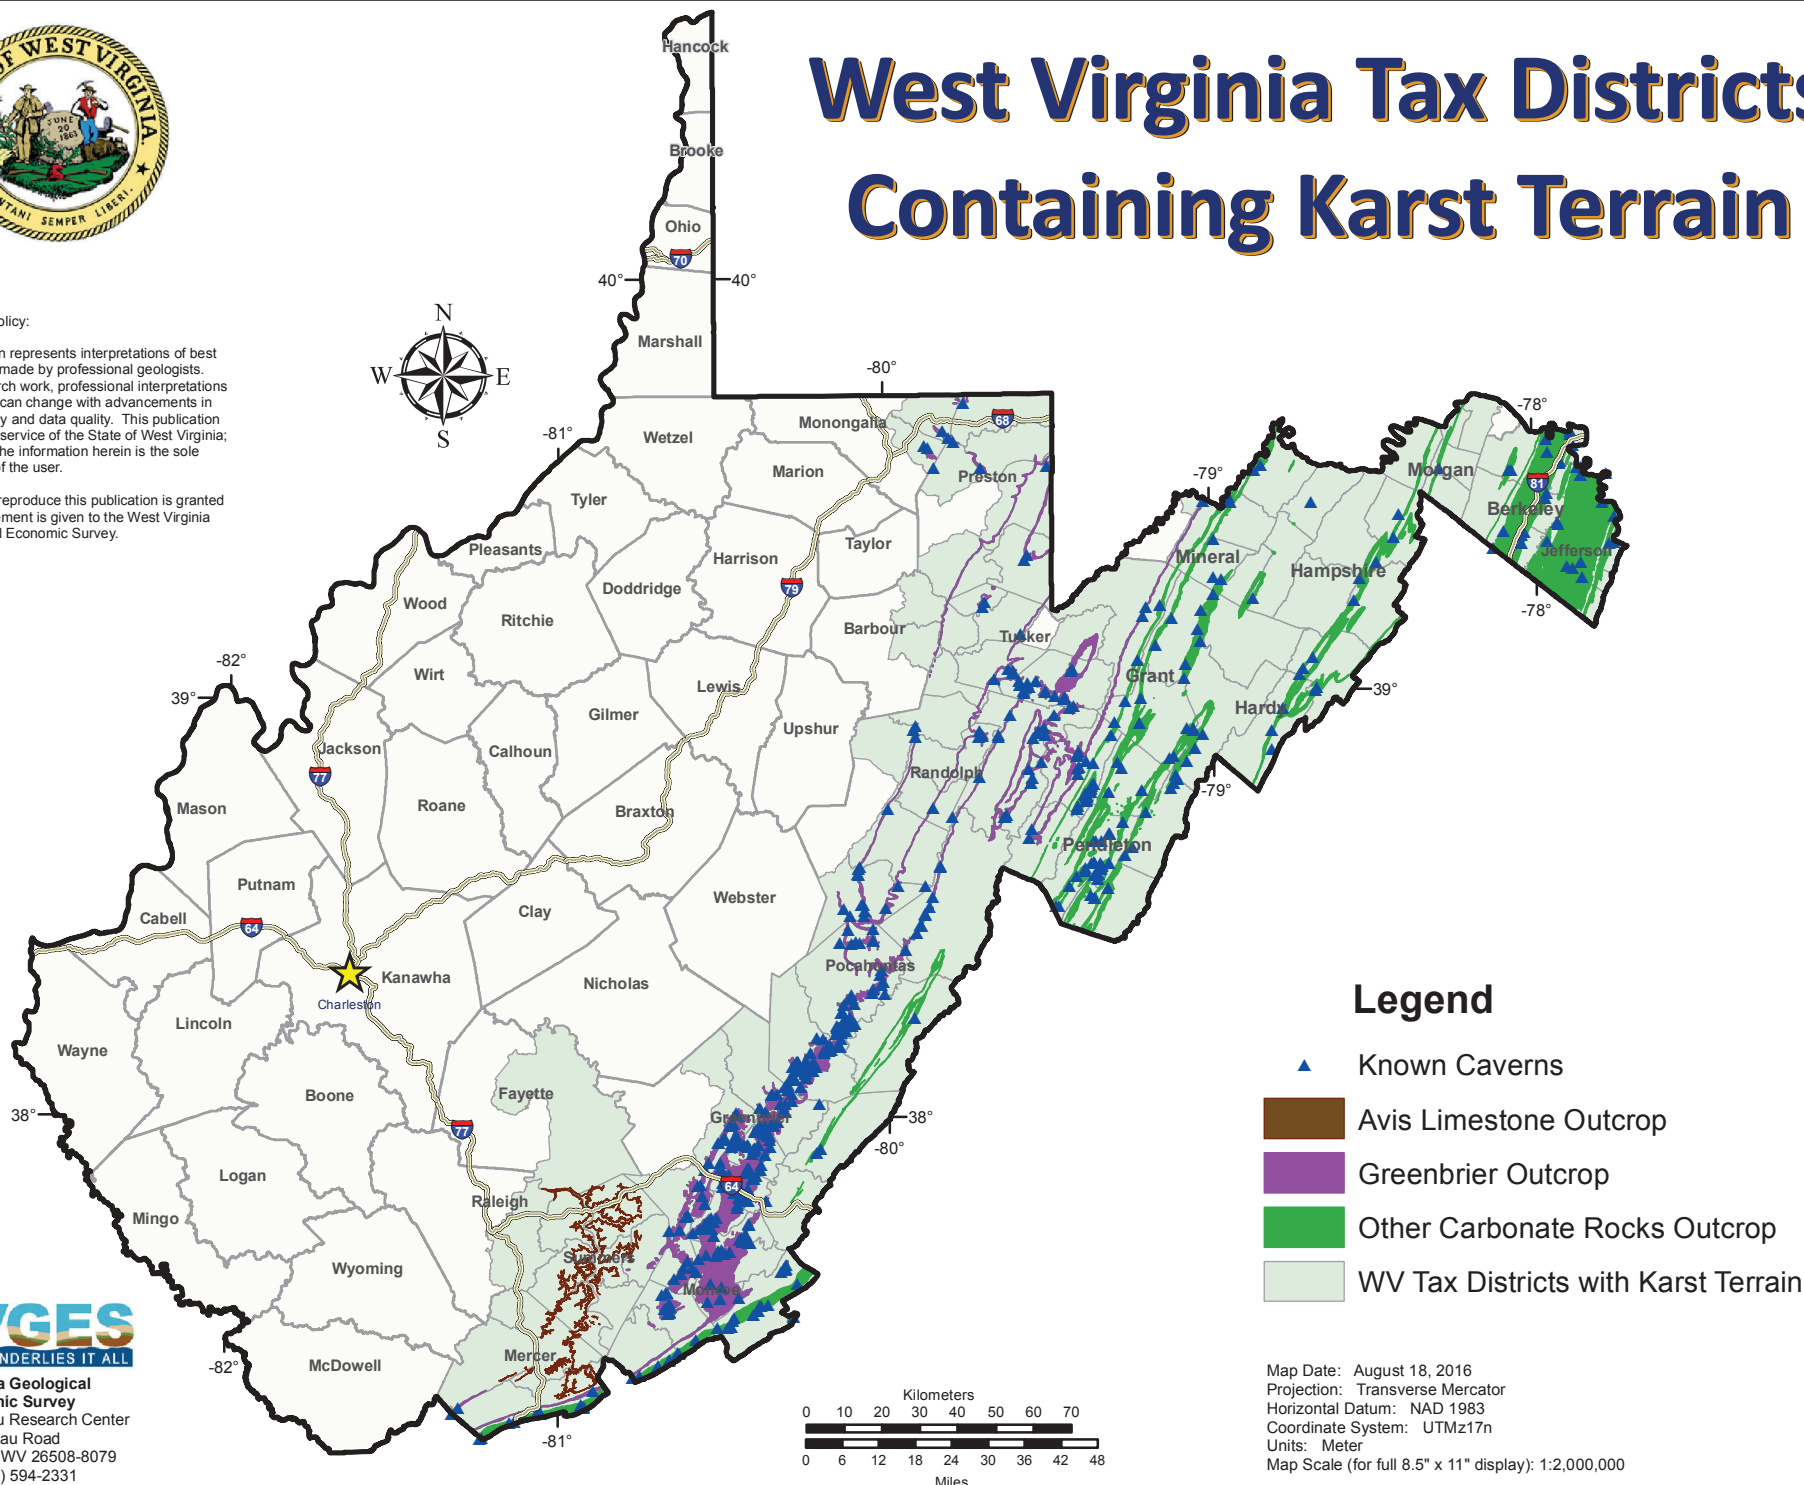 West Virginia Tax Districts
Containing Karst Terrain
OF WEST VIRGINIA
JUNE
20
1863
SEMPER LIBERI.
N
W E
S
represents interpretations of best
made by professional geologists.
work, professional interpretations
can change with advancements in
and data quality. This publication
service of the State of West Virginia;
the information herein is the sole
of the user.
reproduce this publication is granted
is given to the West Virginia
Economic Survey.
Hancock
Brooke
Ohio
70
40°
40°
Marshall
-80°
-81°
Wetzel
Monongalia
68
Marion
Preston
Tyler
Pleasants
Harrison
Taylor
Doddridge
79
Wood
Ritchie
Barbour
Tucker
-79°
Mineral
Hampshire
Morgan
-78°
81
Berkeley
Jefferson
-78°
-82°
39°
Wirt
Lewis
Gilmer
Upshur
Grant
Hardy
39°
Jackson
77
Calhoun
Randolph
-79°
Mason
Roane
Braxton
Pendleton
Putnam
Cabell
64
Clay
Webster
Kanawha
Charleston
Nicholas
Pocahontas
Lincoln
Wayne
Boone
Fayette
38°
77
Greenbrier
38°
-80°
Logan
Mingo
Raleigh
64
Summers
Wyoming
Monroe
-82°
McDowell
Mercer
-81°
Legend
Known Caverns
Avis Limestone Outcrop
Greenbrier Outcrop
Other Carbonate Rocks Outcrop
WV Tax Districts with Karst Terrain
Geological
Survey
Research Center
Road
WV 26508-8079
) 594-2331
Kilometers
0 10 20 30 40 50 60 70
0 6 12 18 24 30 36 42 48
Miles
Map Date: August 18, 2016
Projection: Transverse Mercator
Horizontal Datum: NAD 1983
Coordinate System: UTMz17n
Units: Meter
Map Scale (for full 8.5" x 11" display): 1:2,000,000